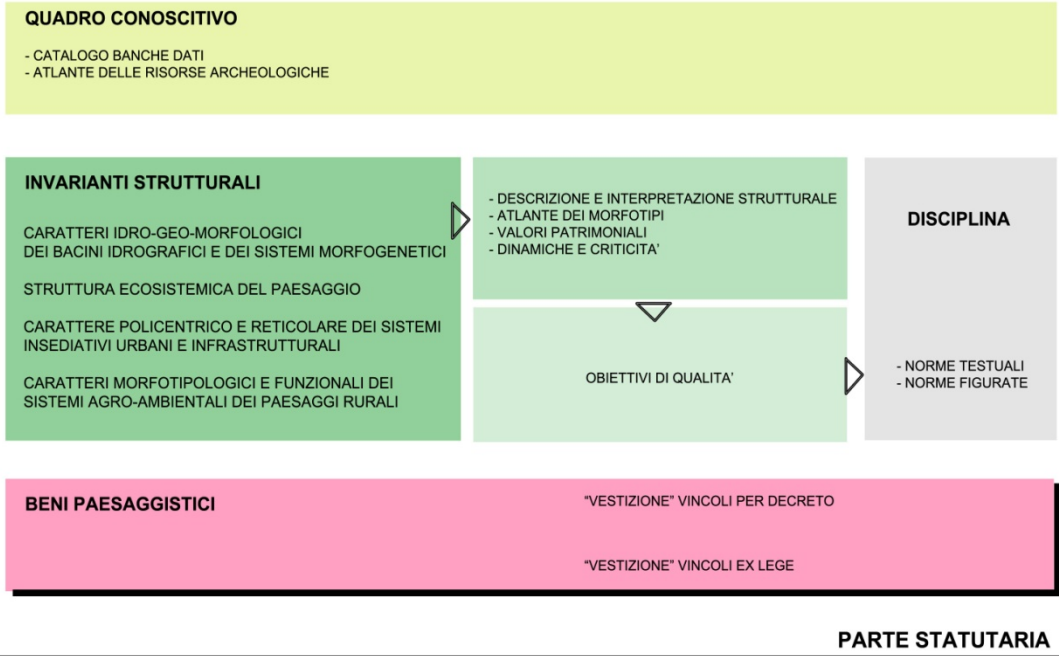 QUADRO CONOSCITIVO
- CATALOGO BANCHE DATI
- ATLANTE DELLE RISORSE ARCHEOLOGICHE
INVARIANTI STRUTTURALI
CARATTERI IDRO-GEO-MORFOLOGICI
DEI BACINI IDROGRAFICI E DEI SISTEMI MORFOGENETICI
STRUTTURA ECOSISTEMICA DEL PAESAGGIO
CARATTERE POLICENTRICO E RETICOLARE DEI SISTEMI
INSEDIATIVI URBANI E INFRASTRUTTURALI
CARATTERI MORFOTIPOLOGICI E FUNZIONALI DEI
SISTEMI AGRO-AMBIENTALI DEI PAESAGGI RURALI
- DESCRIZIONE E INTERPRETAZIONE STRUTTURALE
- ATLANTE DEI MORFOTIPI
- VALORI PATRIMONIALI
- DINAMICHE E CRITICITA’
OBIETTIVI DI QUALITA’
DISCIPLINA
- NORME TESTUALI
- NORME FIGURATE
BENI PAESAGGISTICI
“VESTIZIONE” VINCOLI PER DECRETO
“VESTIZIONE” VINCOLI EX LEGE
PARTE STATUTARIA